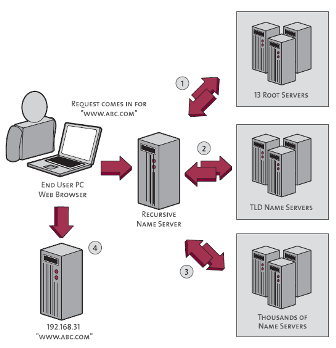 1
13 Root Servers
Request comes in for
"www.abc.com"
2
End User PC
Web Browser
Recursive
Name Server
TLD Name Servers
3
4
192.168.31
"www.abc.com"
Thousands of
Name Servers